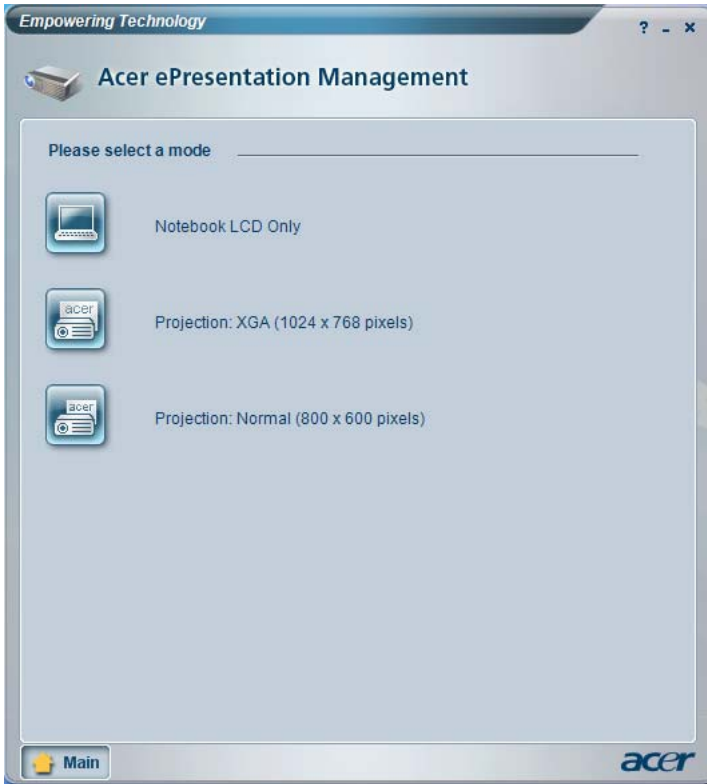 Empowering Technology
? - x
Acer ePresentation Management
Please select a mode
Notebook LCD Only
acer
Projection: XGA (1024 x 768 pixels)
acer
Projection: Normal (800 x 600 pixels)
Main
acer